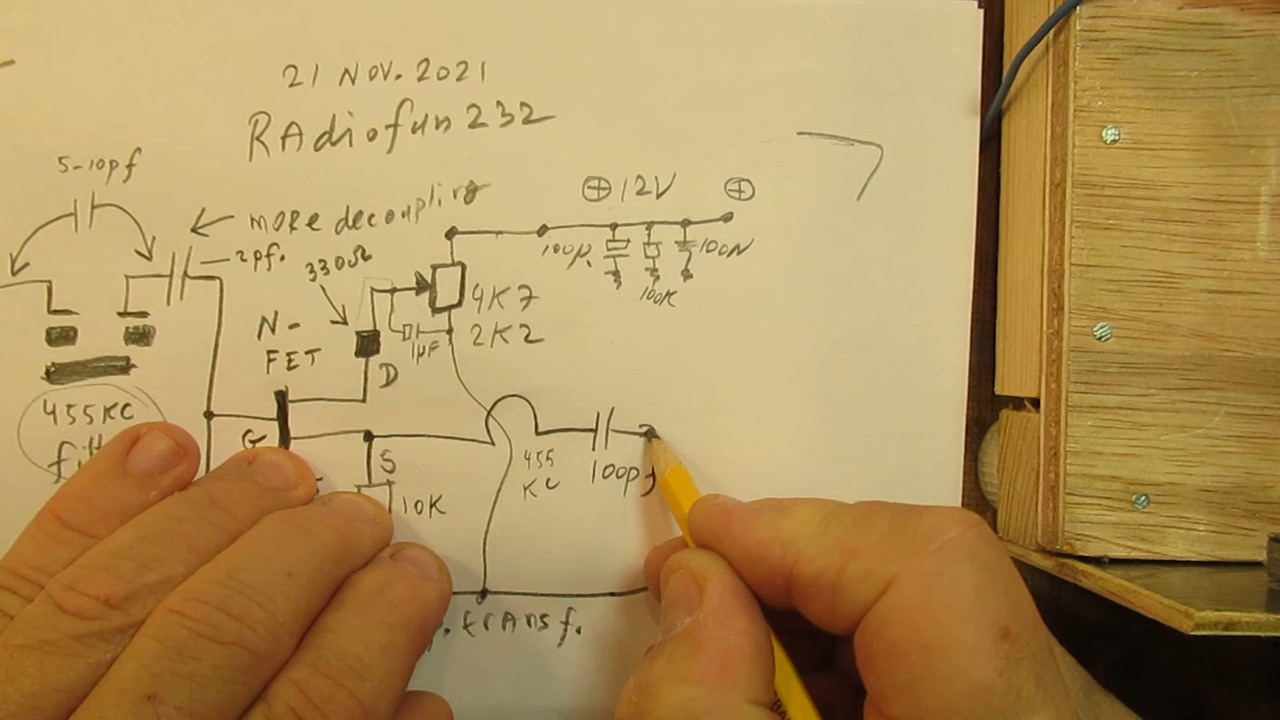 21 NOV. 2021
RAdiofun232
5-10pf
← MORE decoupling
2pf.
330Ω
⊕ 12V ⊕
100µ
100N
100K
4K7
2K2
1µF
N-
FET
D
455KC
G
S
10K
455
KC
100pf
transf.